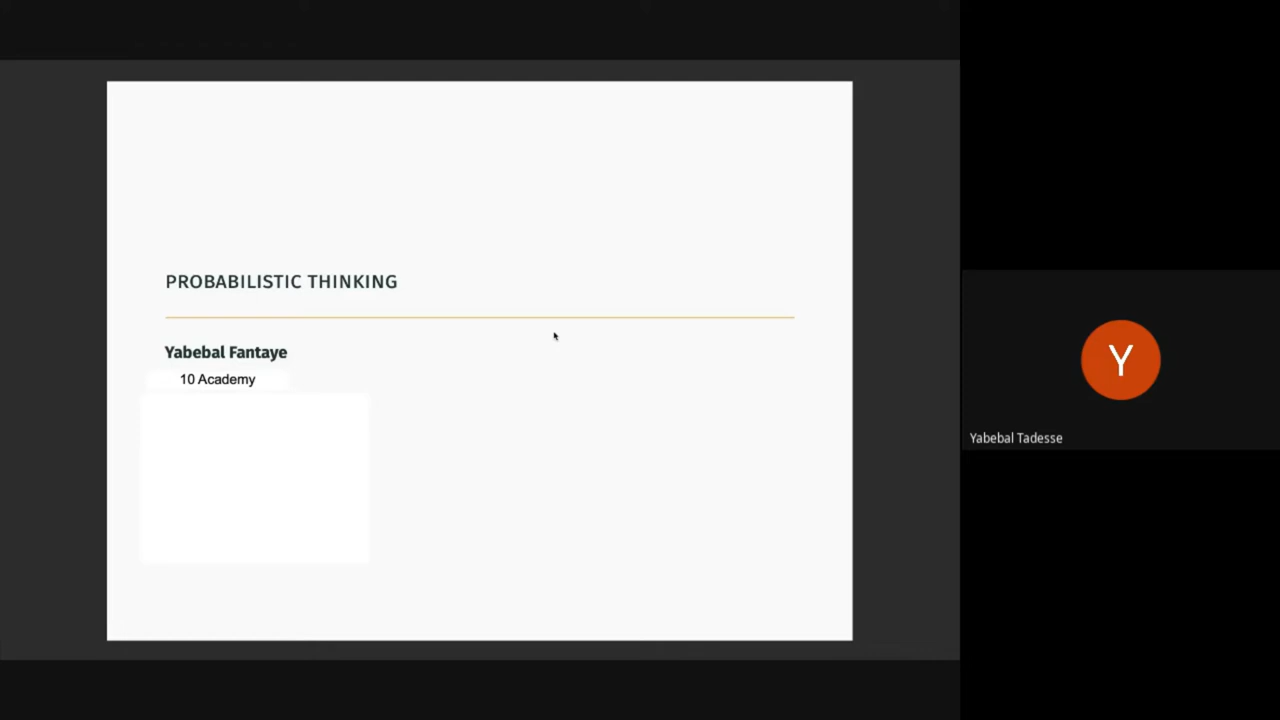 PROBABILISTIC THINKING
Yabebal Fantaye
10 Academy
Y
Yabebal Tadesse